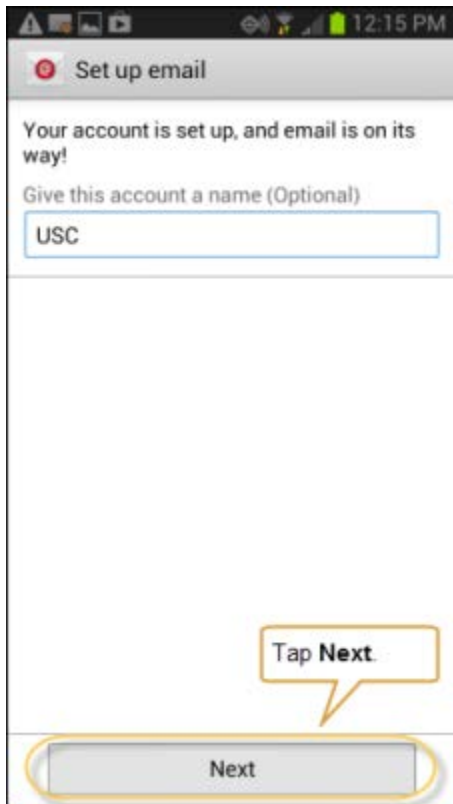 12:15 PM
Set up email
Your account is set up, and email is on its
way!
Give this account a name (Optional)
USC
Tap Next.
Next